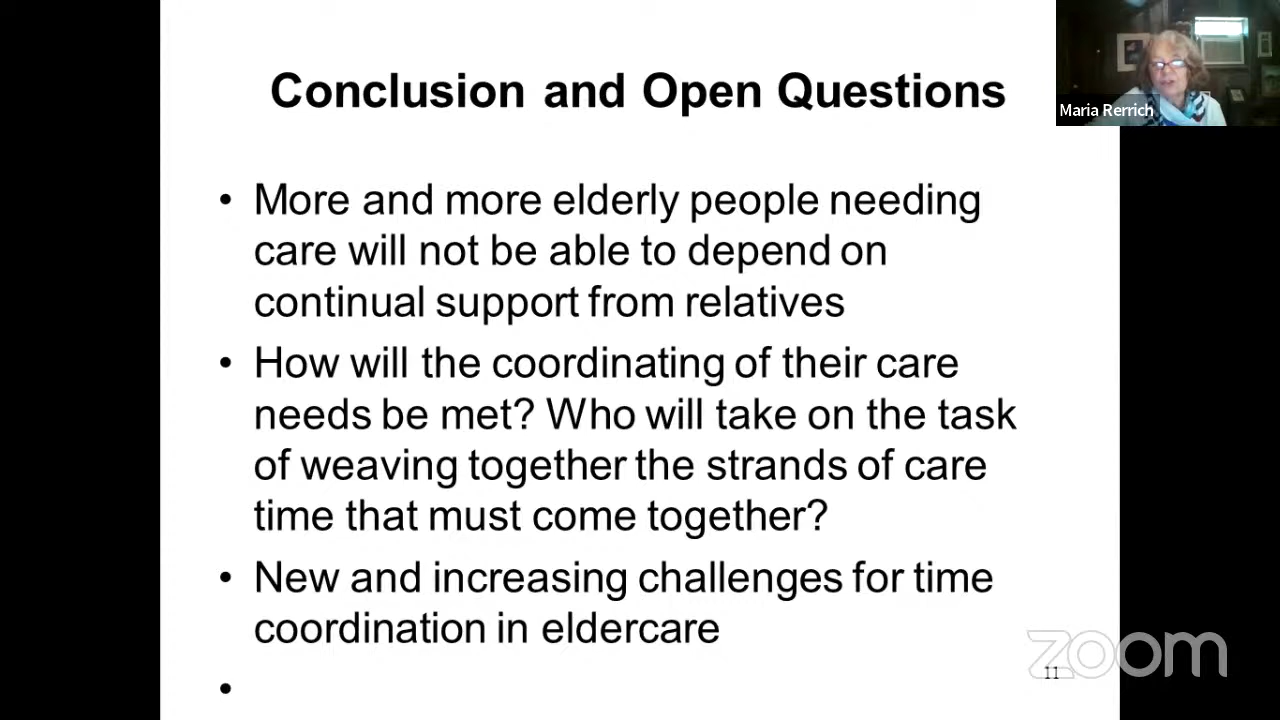 Conclusion and Open Questions
Maria Rerrich
• More and more elderly people needing
care will not be able to depend on
continual support from relatives
• How will the coordinating of their care
needs be met? Who will take on the task
of weaving together the strands of care
time that must come together?
• New and increasing challenges for time
coordination in eldercare
•
zoom
11